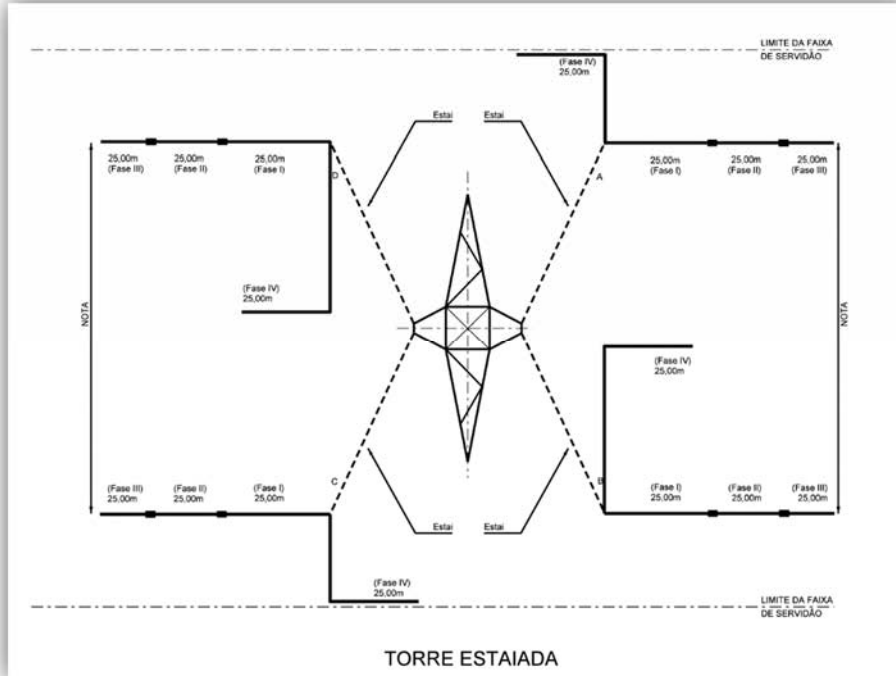 LIMITE DA FAIXA
DE SERVIDÃO
(Fase IV)
25,00m
Estai
Estai
25,00m
(Fase III)
25,00m
(Fase II)
25,00m
(Fase I)
D
A
25,00m
(Fase I)
25,00m
(Fase II)
25,00m
(Fase III)
(Fase IV)
25,00m
NOTA
NOTA
(Fase IV)
25,00m
(Fase III)
25,00m
(Fase II)
25,00m
(Fase I)
25,00m
C
B
(Fase I)
25,00m
(Fase II)
25,00m
(Fase III)
25,00m
Estai
Estai
(Fase IV)
25,00m
LIMITE DA FAIXA
DE SERVIDÃO
TORRE ESTAIADA